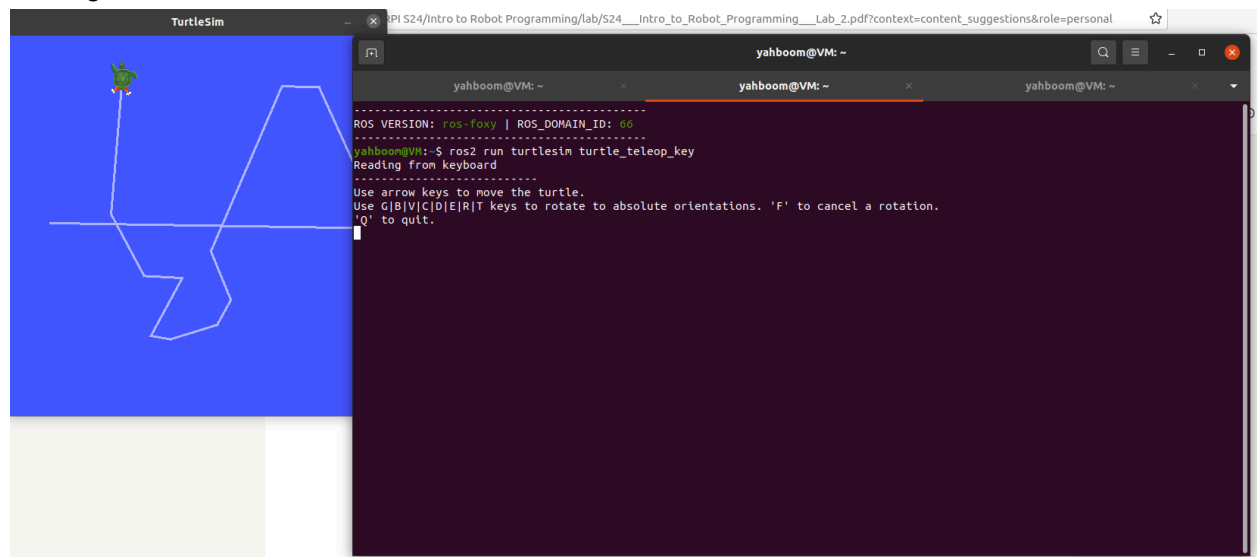 TurtleSim
RPI S24/Intro to Robot Programming/lab/S24___Intro_to_Robot_Programming___Lab_2.pdf?context=content_suggestions&role=personal
yahboom@VM: ~
yahboom@VM: ~
yahboom@VM: ~
yahboom@VM: ~
----------------------------------------
ROS VERSION: ros-foxy | ROS_DOMAIN_ID: 66
----------------------------------------
yahboom@VM:~$ ros2 run turtlesim turtle_teleop_key
Reading from keyboard
---------------------------
Use arrow keys to move the turtle.
Use G|B|V|C|D|E|R|T keys to rotate to absolute orientations. 'F' to cancel a rotation.
'Q' to quit.